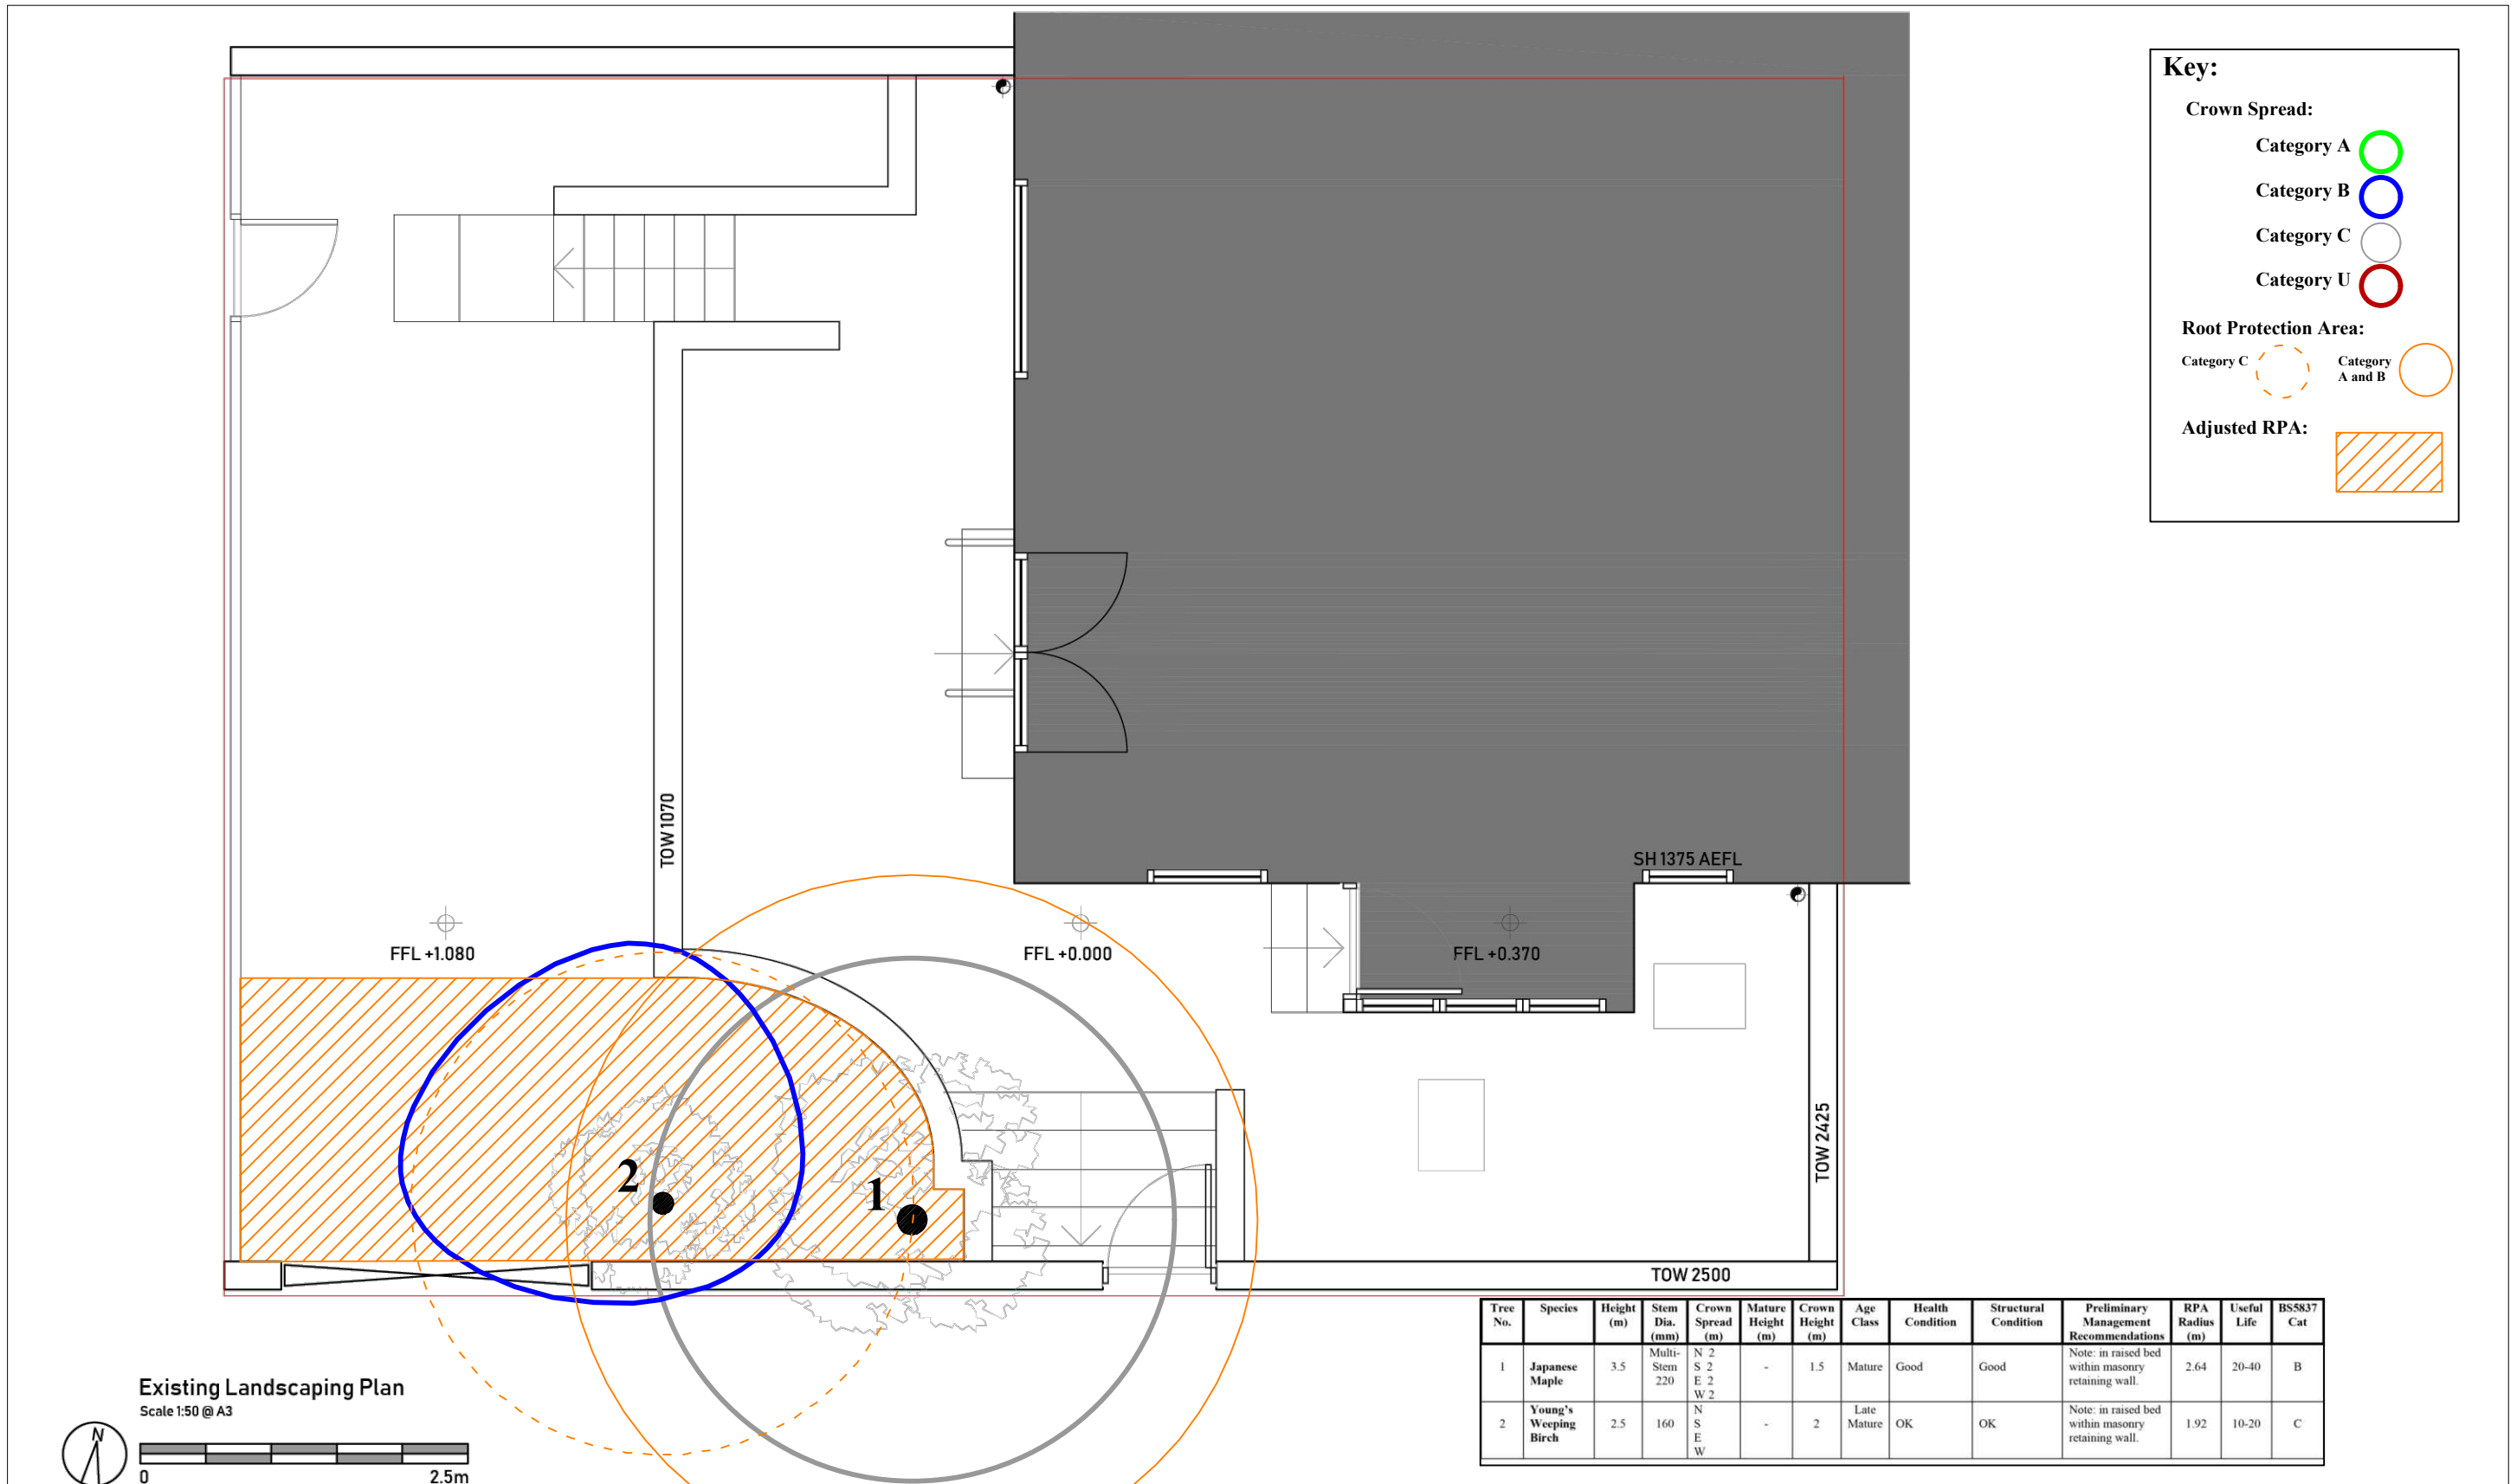 Key:
Crown Spread:
Category A
Category B
Category C
Category U
Root Protection Area:
Category C
Category
A and B
Adjusted RPA:
TOW 1070
SH 1375 AEFL
FFL +1.080
FFL +0.000
FFL +0.370
TOW 2425
2
1
TOW 2500
Tree No. Species Height (m) Stem Dia. (mm) Crown Spread (m) Mature Height (m) Crown Height (m) Age Class Health Condition Structural Condition Preliminary Management Recommendations RPA Radius (m) Useful Life BS5837 Cat
1 Japanese Maple 3.5 Multi-Stem 220 N 2 S 2 E 2 W 2 - 1.5 Mature Good Good Note: in raised bed within masonry retaining wall. 2.64 20-40 B
2 Young's Weeping Birch 2.5 160 N S E W - 2 Late Mature OK OK Note: in raised bed within masonry retaining wall. 1.92 10-20 C
Existing Landscaping Plan
Scale 1:50 @ A3
N
0 2.5m